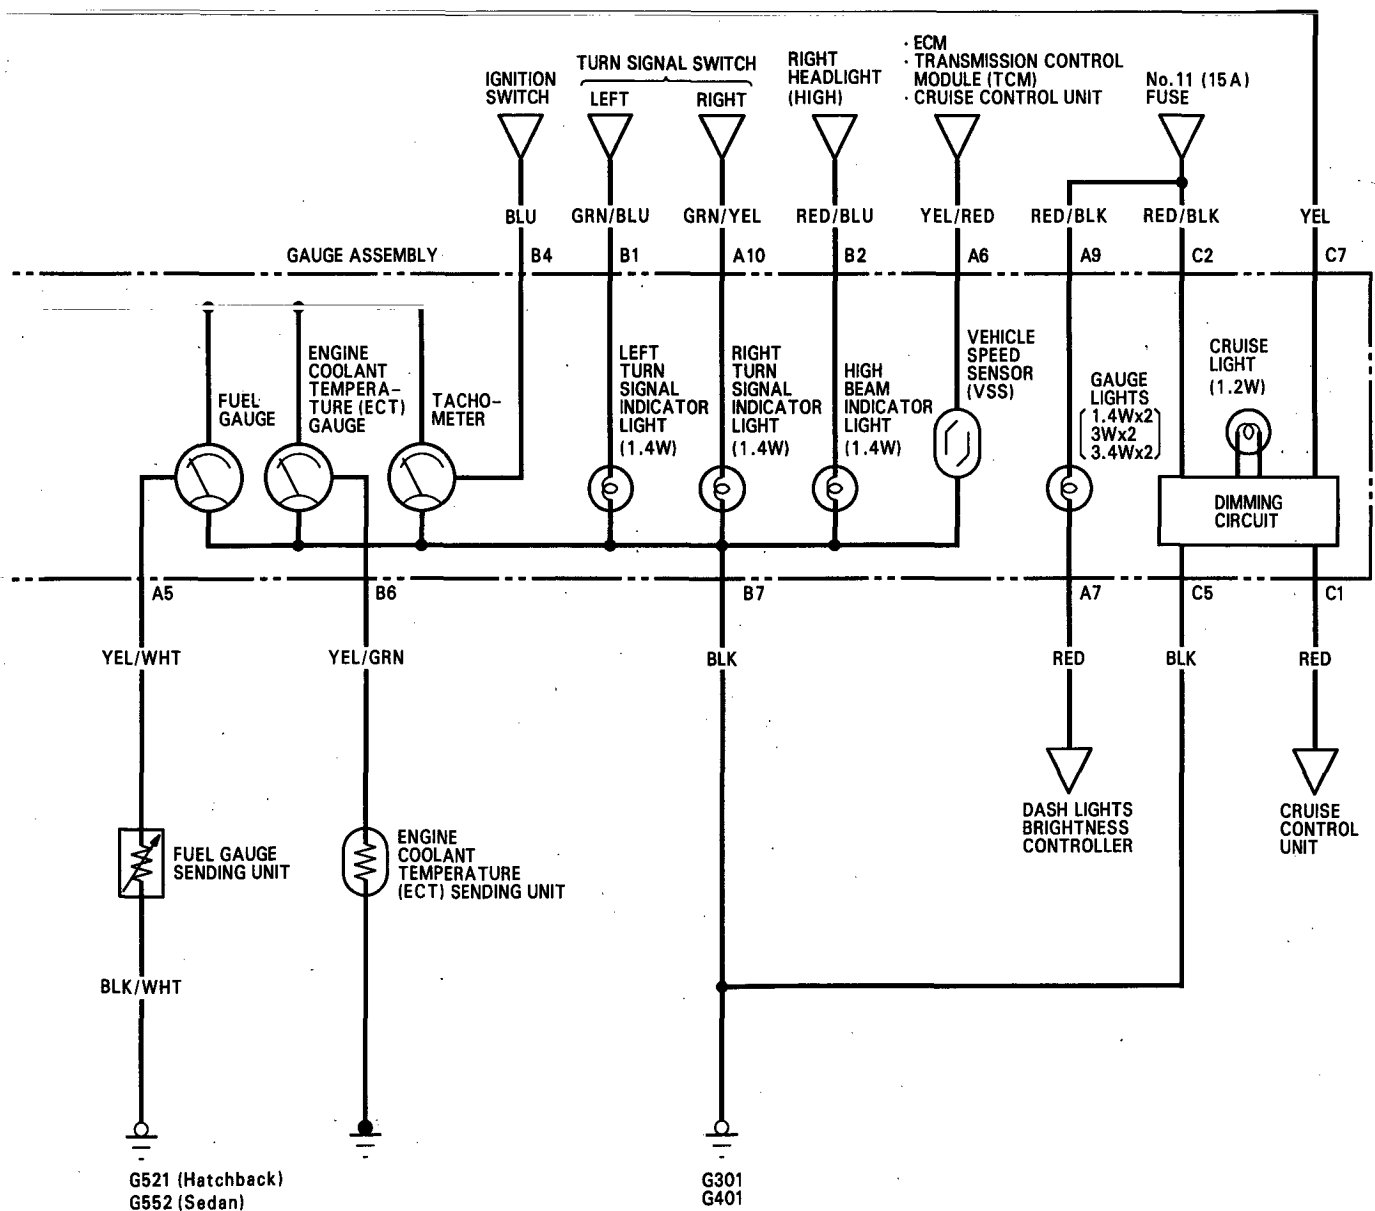 IGNITION
SWITCH
TURN SIGNAL SWITCH
LEFT
RIGHT
RIGHT
HEADLIGHT
(HIGH)
· ECM
· TRANSMISSION CONTROL
MODULE (TCM)
· CRUISE CONTROL UNIT
No.11 (15A)
FUSE
BLU
GRN/BLU
GRN/YEL
RED/BLU
YEL/RED
RED/BLK
RED/BLK
YEL
GAUGE ASSEMBLY
B4
B1
A10
B2
A6
A9
C2
C7
FUEL
GAUGE
ENGINE
COOLANT
TEMPERA-
TURE (ECT)
GAUGE
TACHO-
METER
LEFT
TURN
SIGNAL
INDICATOR
LIGHT
(1.4W)
RIGHT
TURN
SIGNAL
INDICATOR
LIGHT
(1.4W)
HIGH
BEAM
INDICATOR
LIGHT
(1.4W)
VEHICLE
SPEED
SENSOR
(VSS)
GAUGE
LIGHTS
1.4Wx2
3Wx2
3.4Wx2
CRUISE
LIGHT
(1.2W)
DIMMING
CIRCUIT
A5
B6
B7
A7
C5
C1
YEL/WHT
YEL/GRN
BLK
RED
BLK
RED
DASH LIGHTS
BRIGHTNESS
CONTROLLER
CRUISE
CONTROL
UNIT
FUEL GAUGE
SENDING UNIT
ENGINE
COOLANT
TEMPERATURE
(ECT) SENDING UNIT
BLK/WHT
G521 (Hatchback)
G552 (Sedan)
G301
G401